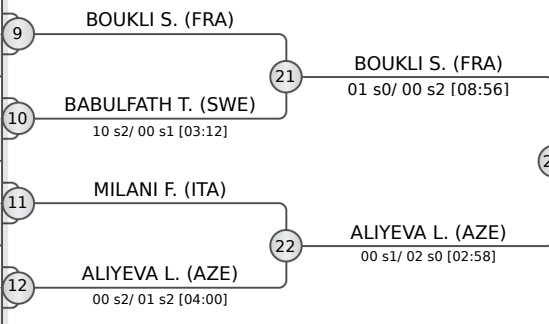 9
BOUKLI S. (FRA)
21
BOUKLI S. (FRA)
01 s0/ 00 s2 [08:56]
10
BABULFATH T. (SWE)
10 s2/ 00 s1 [03:12]
11
MILANI F. (ITA)
22
ALIYEVA L. (AZE)
00 s1/ 02 s0 [02:58]
12
ALIYEVA L. (AZE)
00 s2/ 01 s2 [04:00]